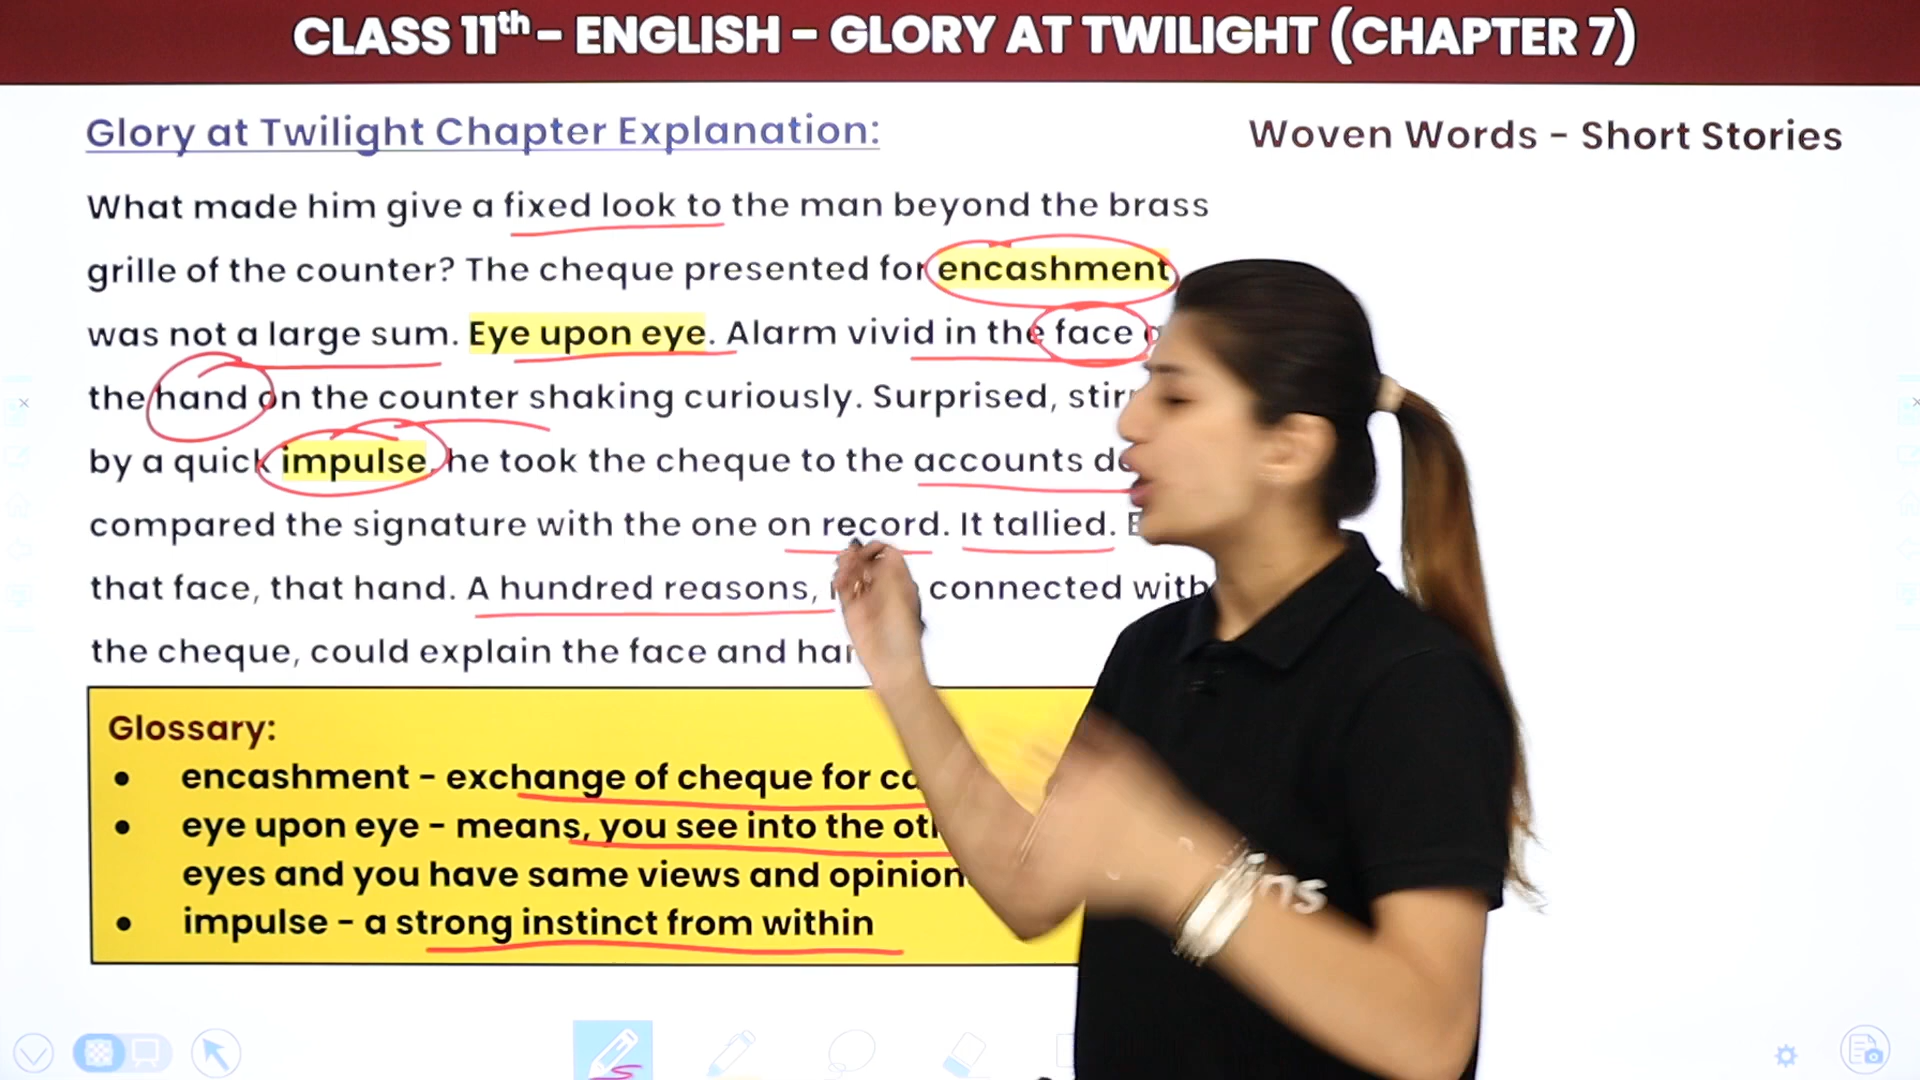 CLASS 11th - ENGLISH - GLORY AT TWILIGHT (CHAPTER 7)
Glory at Twilight Chapter Explanation:
Woven Words - Short Stories
What made him give a fixed look to the man beyond the brass
grille of the counter? The cheque presented for encashment
was not a large sum. Eye upon eye. Alarm vivid in the face
the hand on the counter shaking curiously. Surprised,
by a quick impulse, he took the cheque to the accounts
compared the signature with the one on record. It tallied.
that face, that hand. A hundred reasons, connected with
the cheque, could explain the face and
Glossary:
• encashment - exchange of cheque for
• eye upon eye - means, you see into the
eyes and you have same views and
• impulse - a strong instinct from within